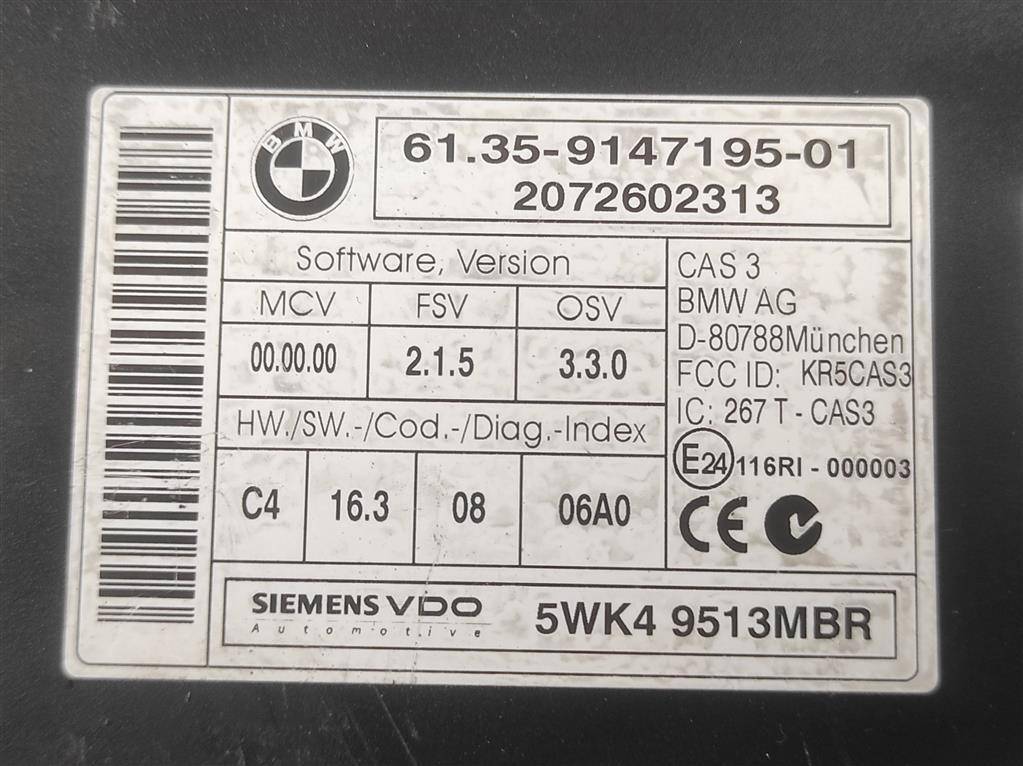 BMW
61.35-9147195-01
2072602313
Software, Version
MCV FSV OSV
00.00.00 2.1.5 3.3.0
HW./SW.-/Cod.-/Diag.-Index
C4 16.3 08 06A0
CAS 3
BMW AG
D-80788München
FCC ID: KR5CAS3
IC: 267 T - CAS3
E24 116RI - 000003
CE
SIEMENS VDO
Automotive
5WK4 9513MBR